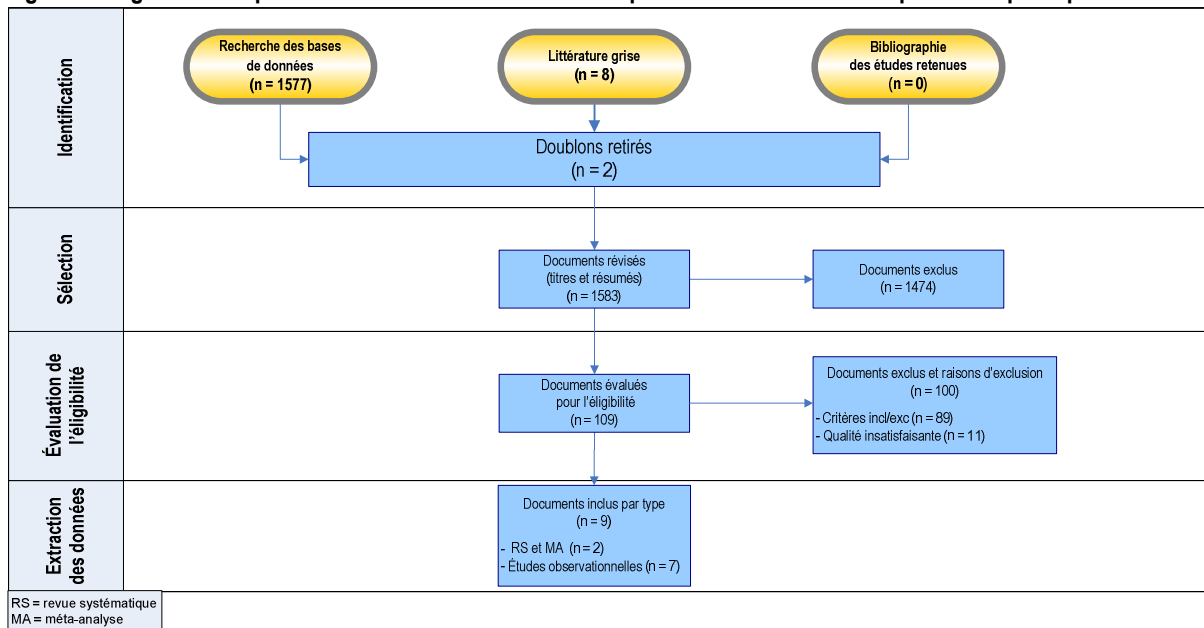 Identification
Recherche des bases
de données
(n = 1577)
Littérature grise
(n = 8)
Bibliographie
des études retenues
(n = 0)
Doublons retirés
(n = 2)
Sélection
Documents révisés
(titres et résumés)
(n = 1583)
Documents exclus
(n = 1474)
Évaluation de
l'éligibilité
Documents évalués
pour l'éligibilité
(n = 109)
Documents exclus et raisons d'exclusion
(n = 100)
- Critères incl/exc (n = 89)
- Qualité insatisfaisante (n = 11)
Extraction
des données
Documents inclus par type
(n = 9)
- RS et MA (n = 2)
- Études observationnelles (n = 7)
RS = revue systématique
MA = méta-analyse